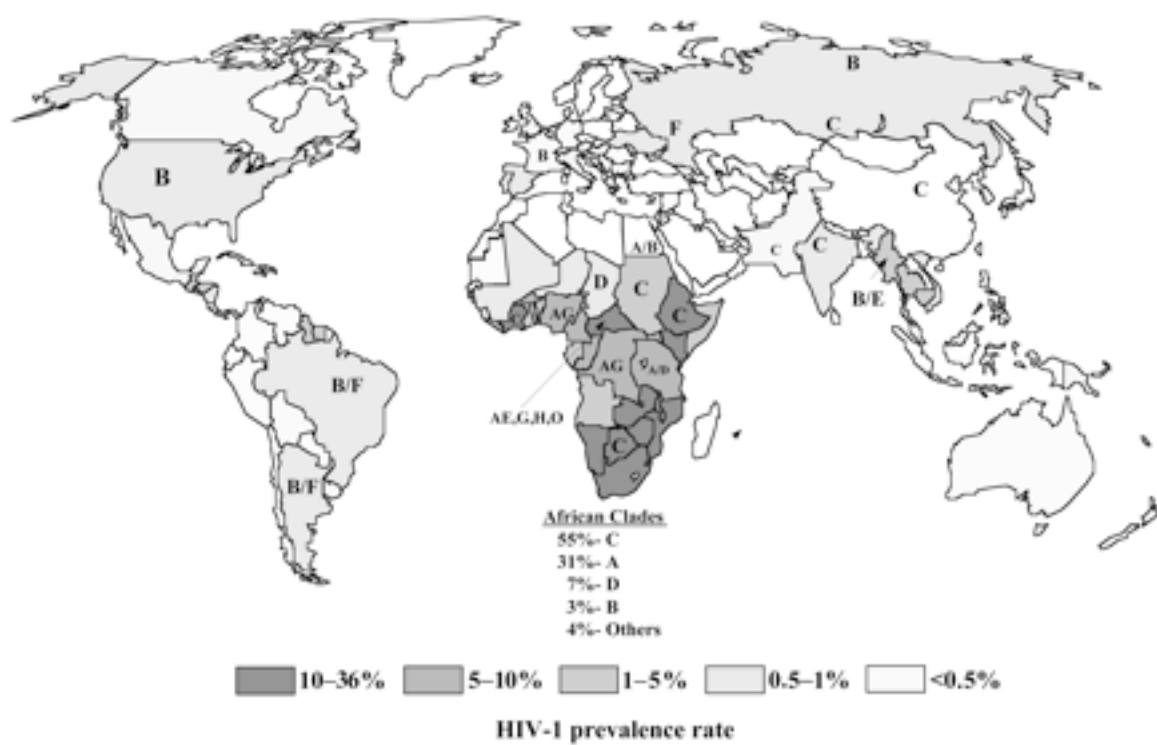 B
C
F
B
B
C
A/B
C
C
D
C
B/E
AG
C
B/F
AG
A/D
AE,G,H,O
C
B/F
African Clades
55%- C
31%- A
7%- D
3%- B
4%- Others
10–36%
5–10%
1–5%
0.5–1%
<0.5%
HIV-1 prevalence rate